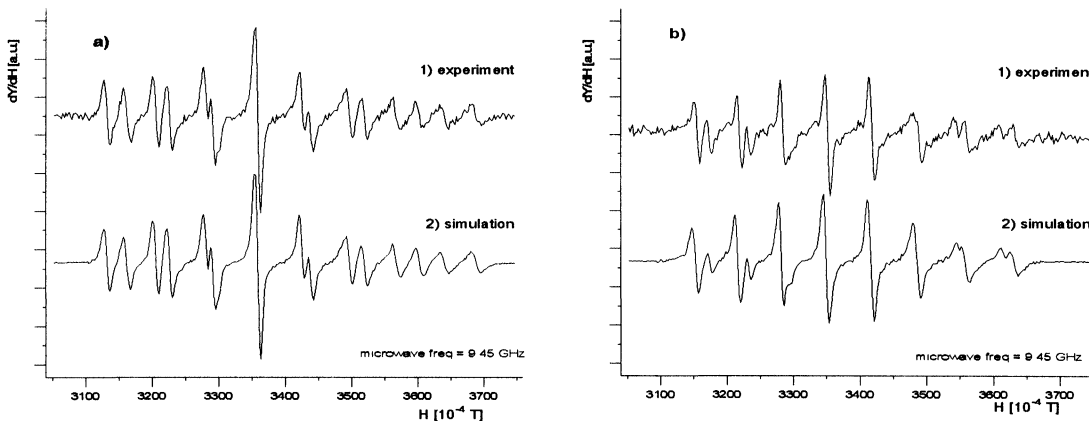 a)
dY/dH [a.u.]
1) experiment
2) simulation
microwave freq = 9 45 GHz
3100 3200 3300 3400 3500 3600 3700
H [10⁻⁴ T]
b)
dY/dH [a.u.]
1) experiment
2) simulation
microwave freq = 9 45 GHz
3100 3200 3300 3400 3500 3600 3700
H [10⁻⁴ T]